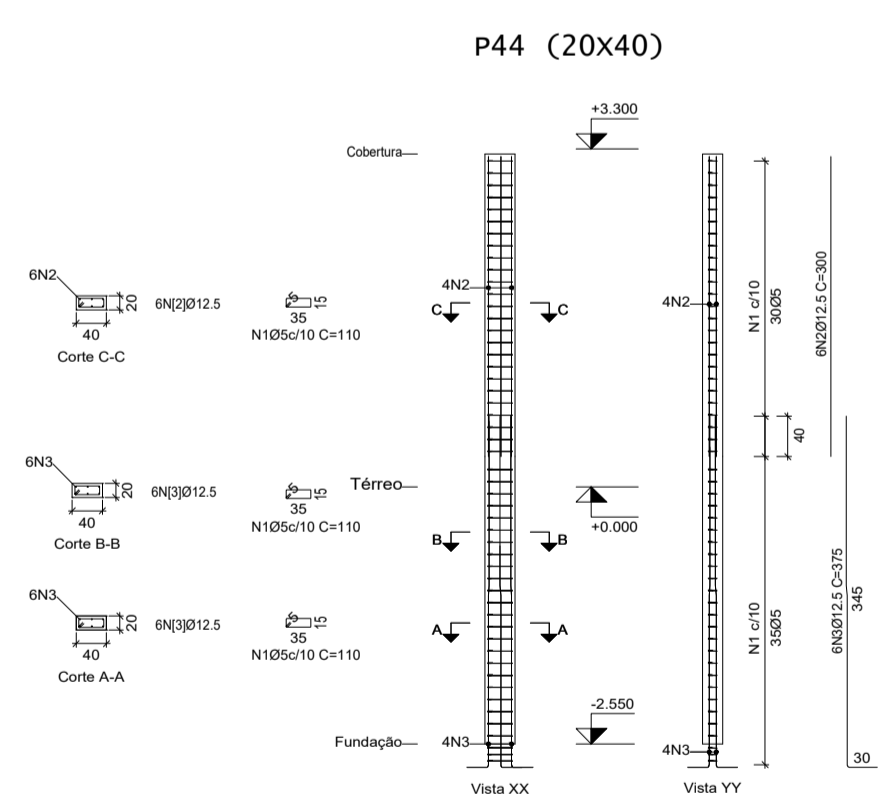 P44 (20X40)
+3.300
Cobertura
6N2
20
6N[2]Ø12.5
5
15
35
40
N1Ø5c/10 C=110
Corte C-C
4N2
C
C
4N2
N1 c/10
30Ø5
6N2Ø12.5 C=300
40
6N3
20
6N[3]Ø12.5
5
15
35
40
N1Ø5c/10 C=110
Corte B-B
Térreo
+0.000
B
B
6N3
20
6N[3]Ø12.5
5
15
35
40
N1Ø5c/10 C=110
Corte A-A
A
A
N1 c/10
35Ø5
6N3Ø12.5 C=375
345
-2.550
Fundação
4N3
4N3
30
Vista XX
Vista YY